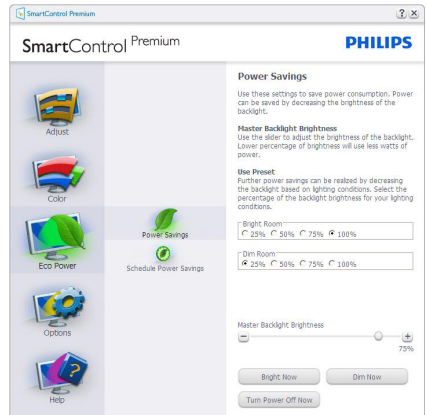 SmartControl Premium
? ×
SmartControl Premium
PHILIPS
Adjust
Color
Eco Power
Options
Help
Power Savings
Schedule Power Savings
Power Savings
Use these settings to save power consumption. Power
can be saved by decreasing the brightness of the
backlight.
Master Backlight Brightness
Use the slider to adjust the brightness of the backlight.
Lower percentage of brightness will use less watts of
power.
Use Preset
Further power savings can be realized by decreasing
the backlight based on lighting conditions. Select the
percentage of the backlight brightness for your lighting
conditions.
Bright Room
25% 50% 75% 100%
Dim Room
25% 50% 75% 100%
Master Backlight Brightness
− +
75%
Bright Now Dim Now
Turn Power Off Now